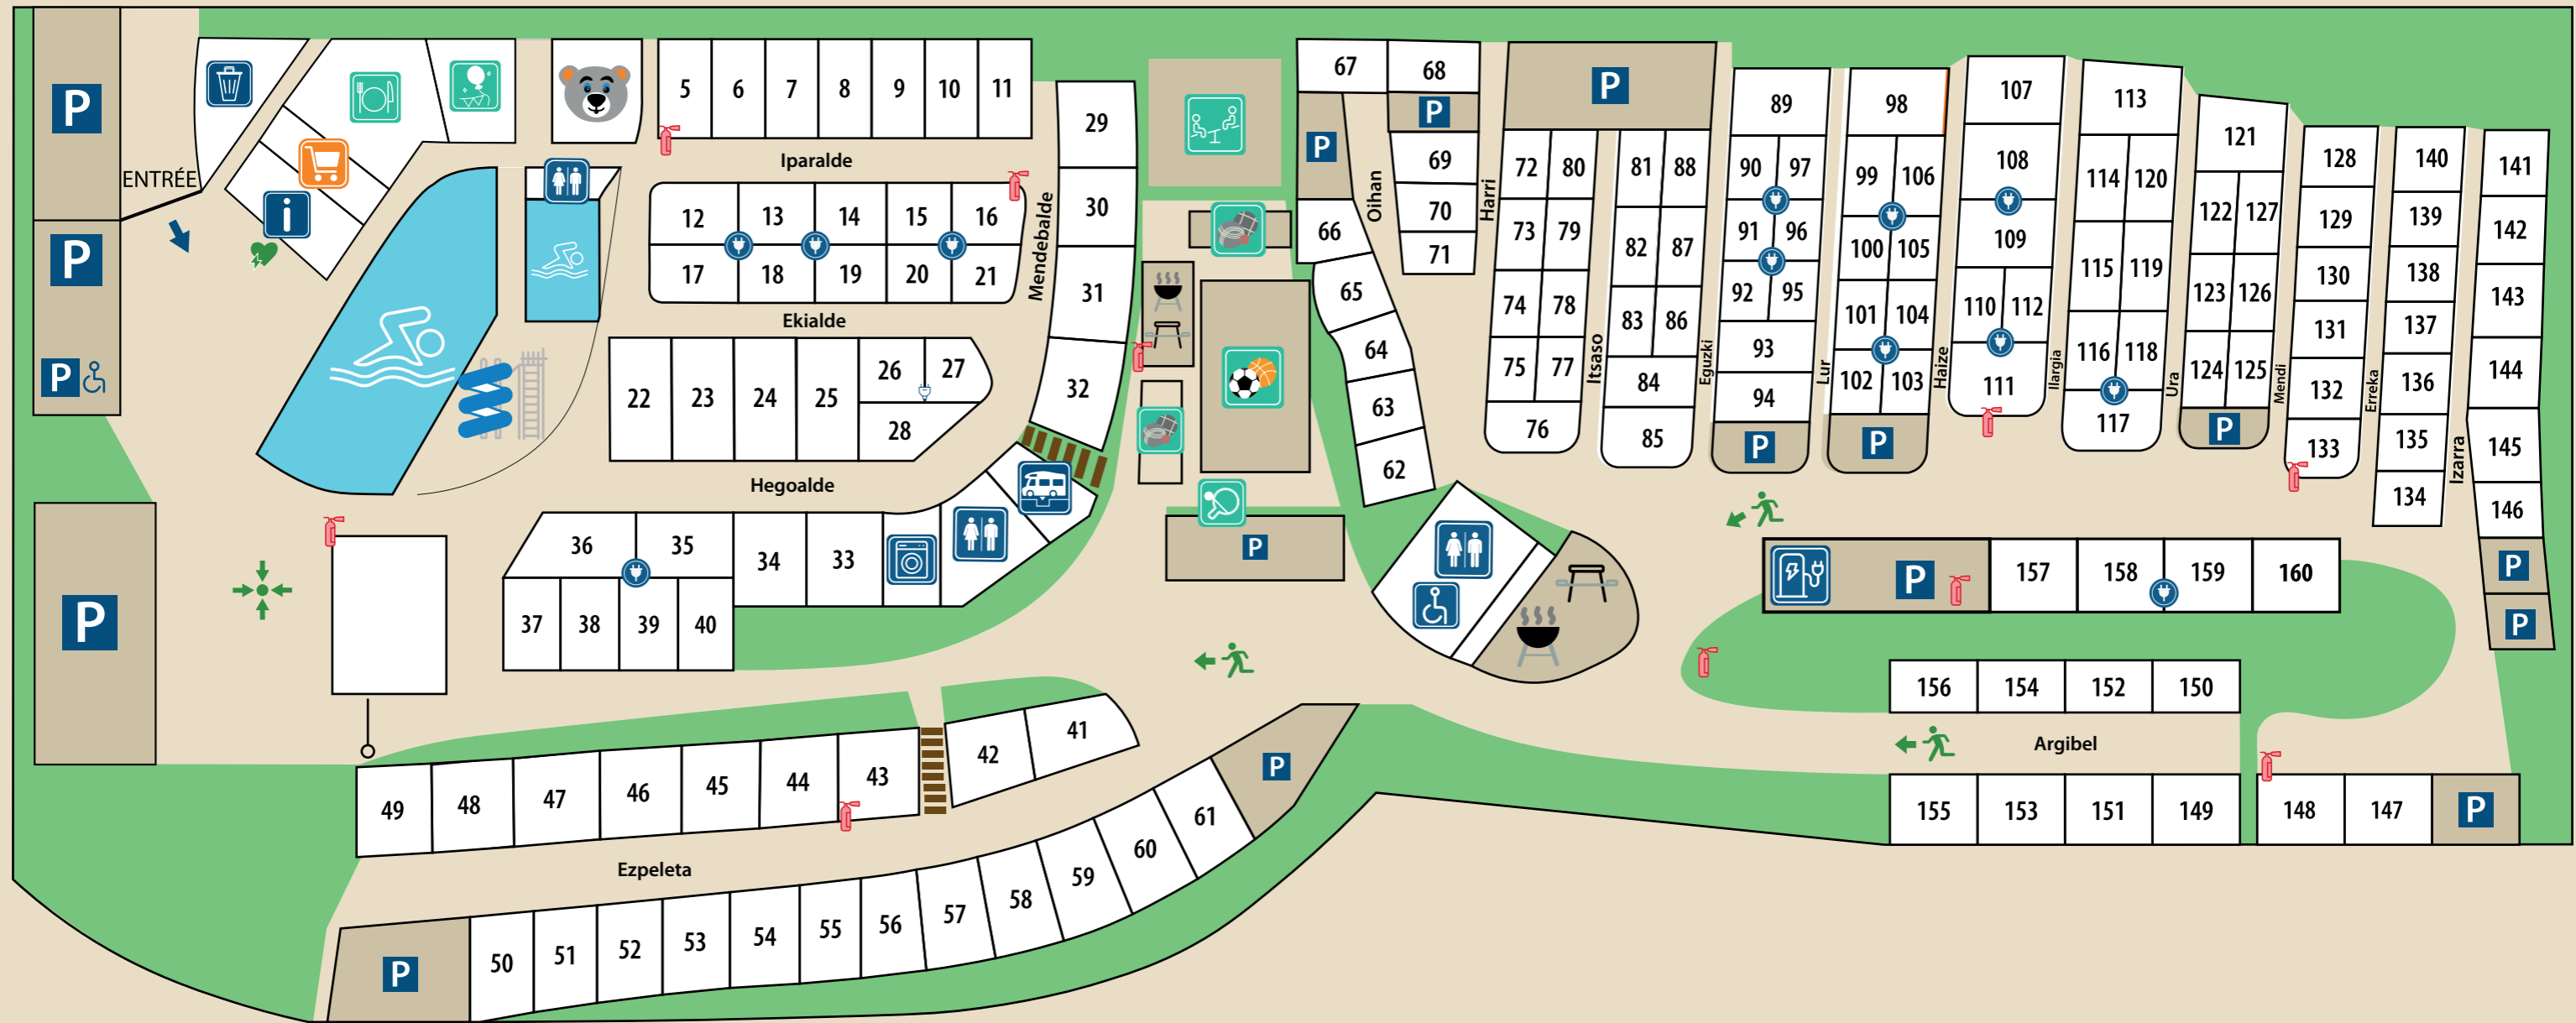 P
ENTRÉE
P
P
P
i
5 6 7 8 9 10 11
Iparalde
12 13 14 15 16
17 18 19 20 21
Ekialde
22 23 24 25 26 27
28
Hegoalde
Mendebalde
29
30
31
32
36 35 34 33
37 38 39 40
49 48 47 46 45 44 43 42 41
Ezpeleta
P
50 51 52 53 54 55 56 57 58 59 60 61
P
P
67 68
P
P
Oihan
69
70
71
66
65
64
63
62
Harri
P
72 80
73 79
74 78
75 77
76
Itsaso
81 88
82 87
83 86
84
85
Eguzki
89
90 97
91 96
92 95
93
94
P
Lur
98
99 106
100 105
101 104
102 103
P
Haize
107
108
109
110 112
111
Ilargia
113
114 120
115 119
116 118
117
Ura
121
122 127
123 126
124 125
P
Mendi
128
129
130
131
132
133
Erreka
140
139
138
137
136
135
134
Izarra
141
142
143
144
145
146
P
P
P
157 158 159 160
156 154 152 150
Argibel
155 153 151 149
148 147
P